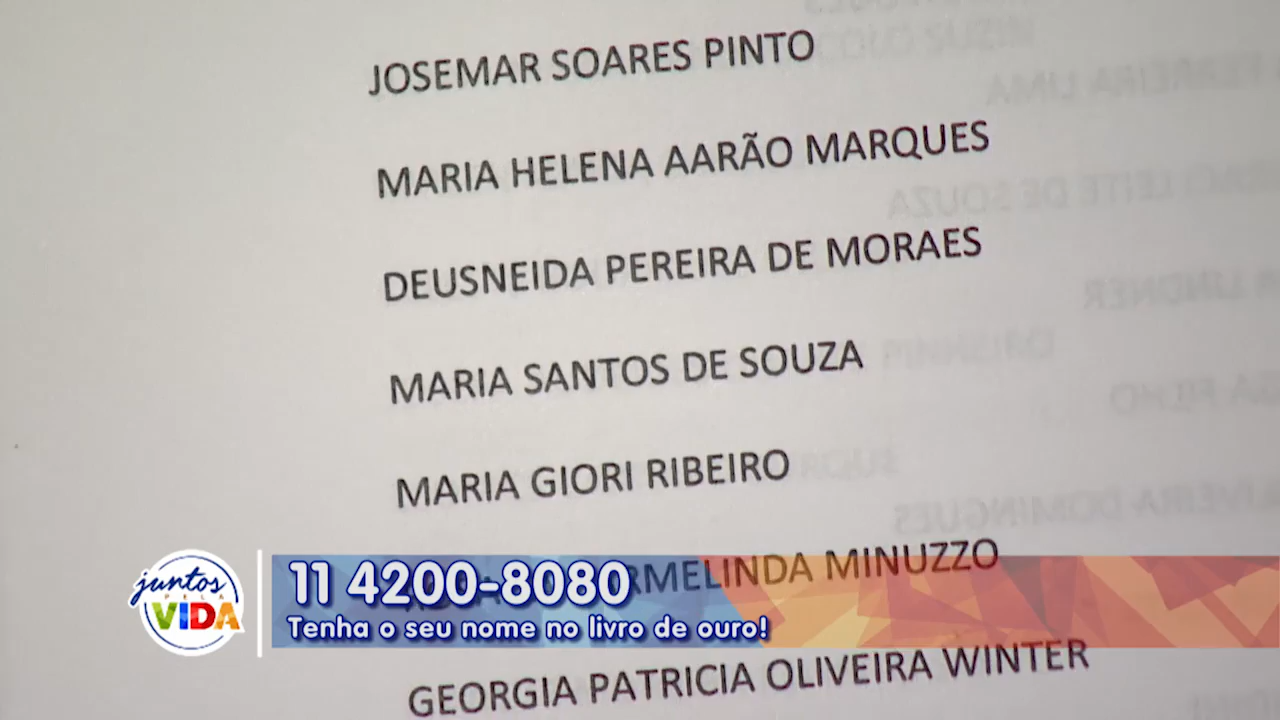 JOSEMAR SOARES PINTO
MARIA HELENA AARÃO MARQUES
DEUSNEIDA PEREIRA DE MORAES
MARIA SANTOS DE SOUZA
MARIA GIORI RIBEIRO
MINUZZO
GEORGIA PATRICIA OLIVEIRA WINTER
juntos
PELA
VIDA
11 4200-8080
Tenha o seu nome no livro de ouro!